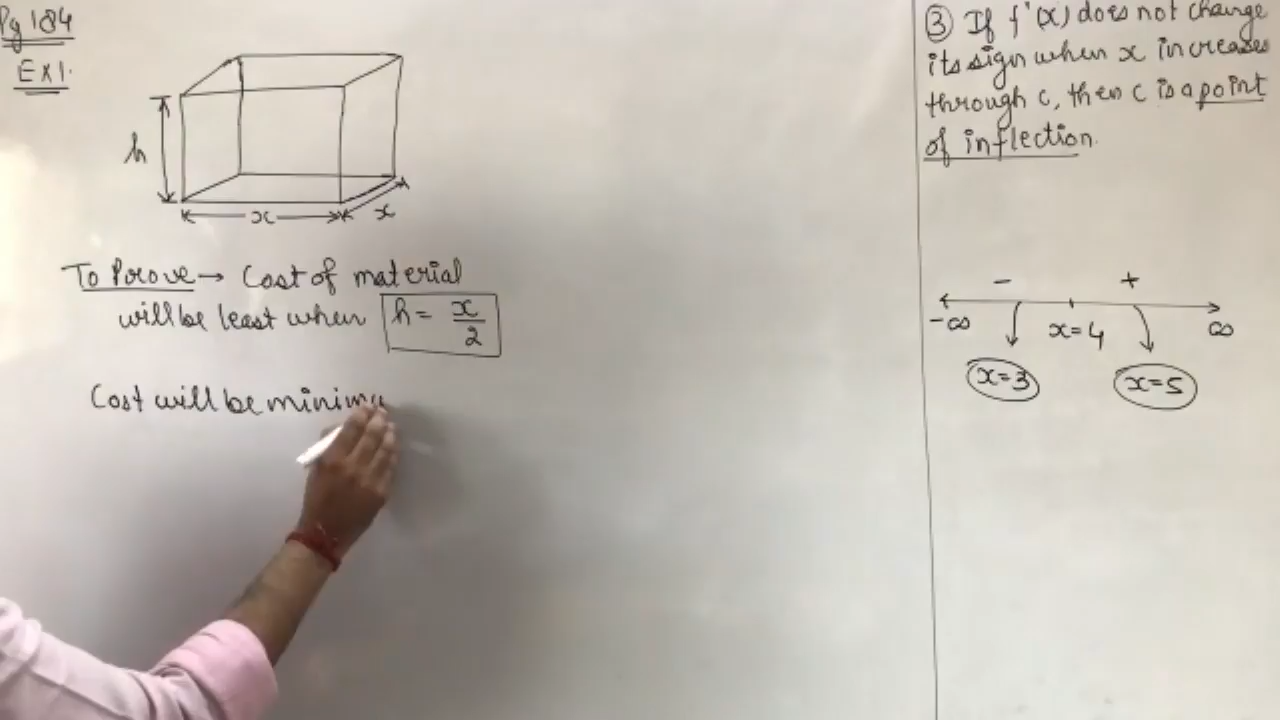 Pg 184
Ex1.
h
x
x
To Prove → Cost of material
will be least when h = x/2
Cost will be minimu
③ If f'(x) does not change
its sign when x increases
through c, then c is a point
of inflection.
- +
-∞ x=4 ∞
x=3 x=5